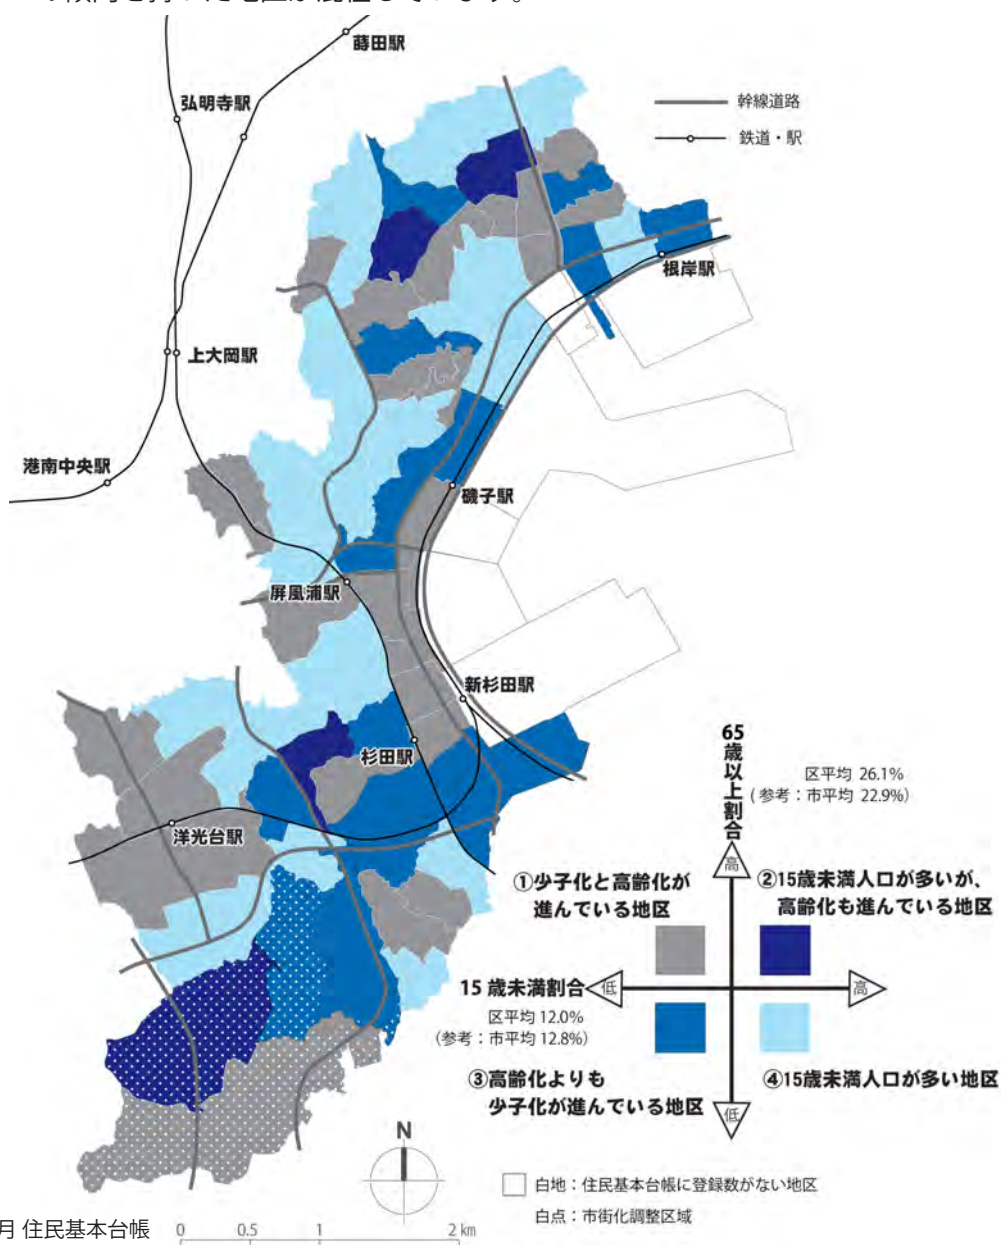 蒔田駅
弘明寺駅
幹線道路
鉄道・駅
根岸駅
上大岡駅
港南中央駅
磯子駅
屏風浦駅
新杉田駅
杉田駅
洋光台駅
65歳以上割合
区平均 26.1%
(参考：市平均 22.9%)
高
①少子化と高齢化が
進んでいる地区
②15歳未満人口が多いが、
高齢化も進んでいる地区
15 歳未満割合
低
高
区平均 12.0%
(参考：市平均 12.8%)
③高齢化よりも
少子化が進んでいる地区
④15歳未満人口が多い地区
低
N
白地：住民基本台帳に登録数がない地区
白点：市街化調整区域
月 住民基本台帳
0 0.5 1 2 km